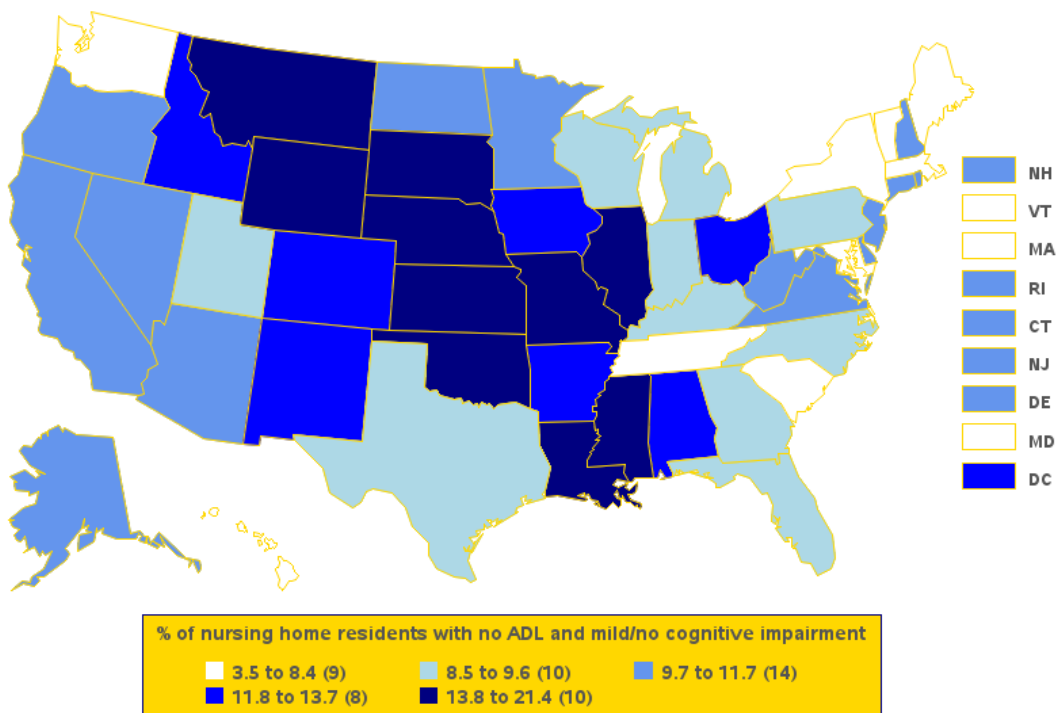 NH
VT
MA
RI
CT
NJ
DE
MD
DC
% of nursing home residents with no ADL and mild/no cognitive impairment
3.5 to 8.4 (9) 8.5 to 9.6 (10) 9.7 to 11.7 (14)
11.8 to 13.7 (8) 13.8 to 21.4 (10)